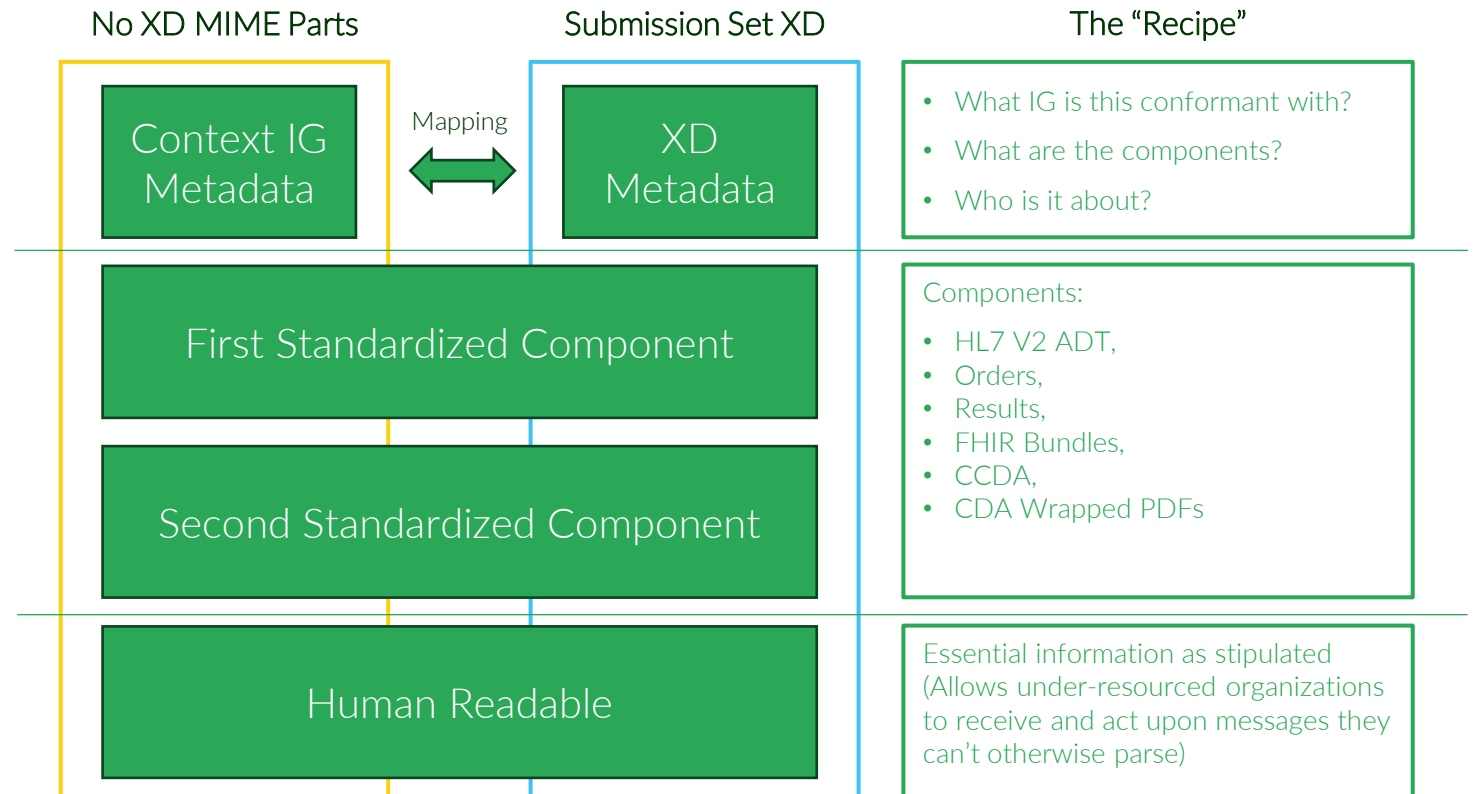 No XD MIME Parts
Submission Set XD
The “Recipe”
Context IG
Metadata
Mapping
XD
Metadata
• What IG is this conformant with?
• What are the components?
• Who is it about?
First Standardized Component
Second Standardized Component
Components:
• HL7 V2 ADT,
• Orders,
• Results,
• FHIR Bundles,
• CCDA,
• CDA Wrapped PDFs
Human Readable
Essential information as stipulated
(Allows under-resourced organizations
to receive and act upon messages they
can’t otherwise parse)